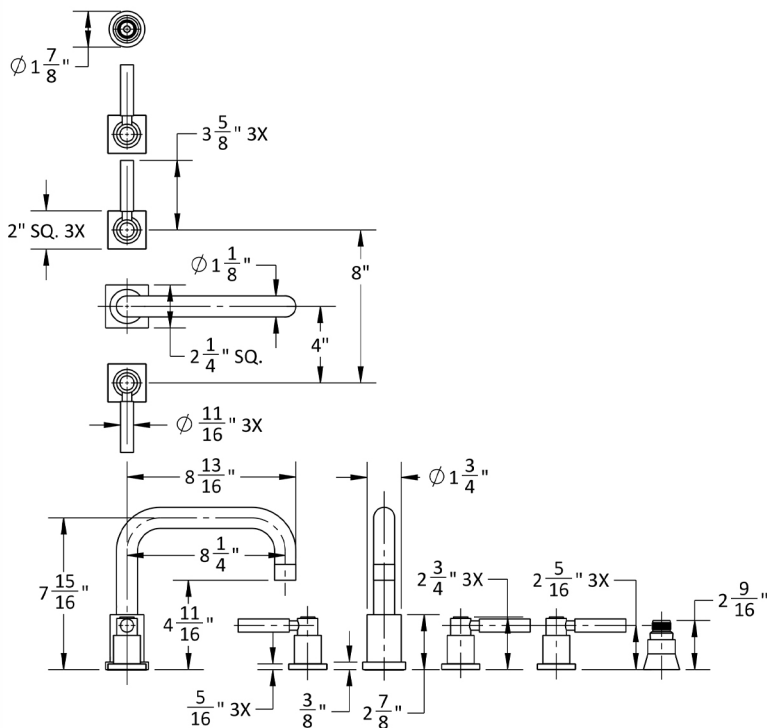 Ø 1 7/8"
3 5/8" 3X
2" SQ. 3X
Ø 1 1/8"
8"
4"
2 1/4" SQ.
Ø 11/16" 3X
8 13/16"
Ø 1 3/4"
8 1/4"
7 15/16"
4 11/16"
2 3/4" 3X
2 5/16" 3X
2 9/16"
5/16" 3X
3/8"
2 7/8"